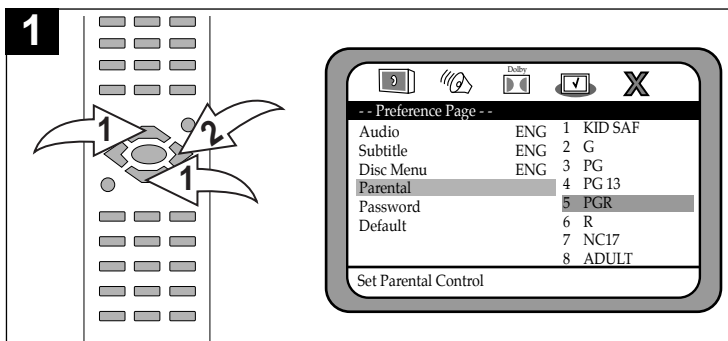 1
1
2
1
Dolby
X
- - Preference Page - -
Audio ENG
Subtitle ENG
Disc Menu ENG
Parental
Password
Default
1 KID SAF
2 G
3 PG
4 PG 13
5 PGR
6 R
7 NC17
8 ADULT
Set Parental Control